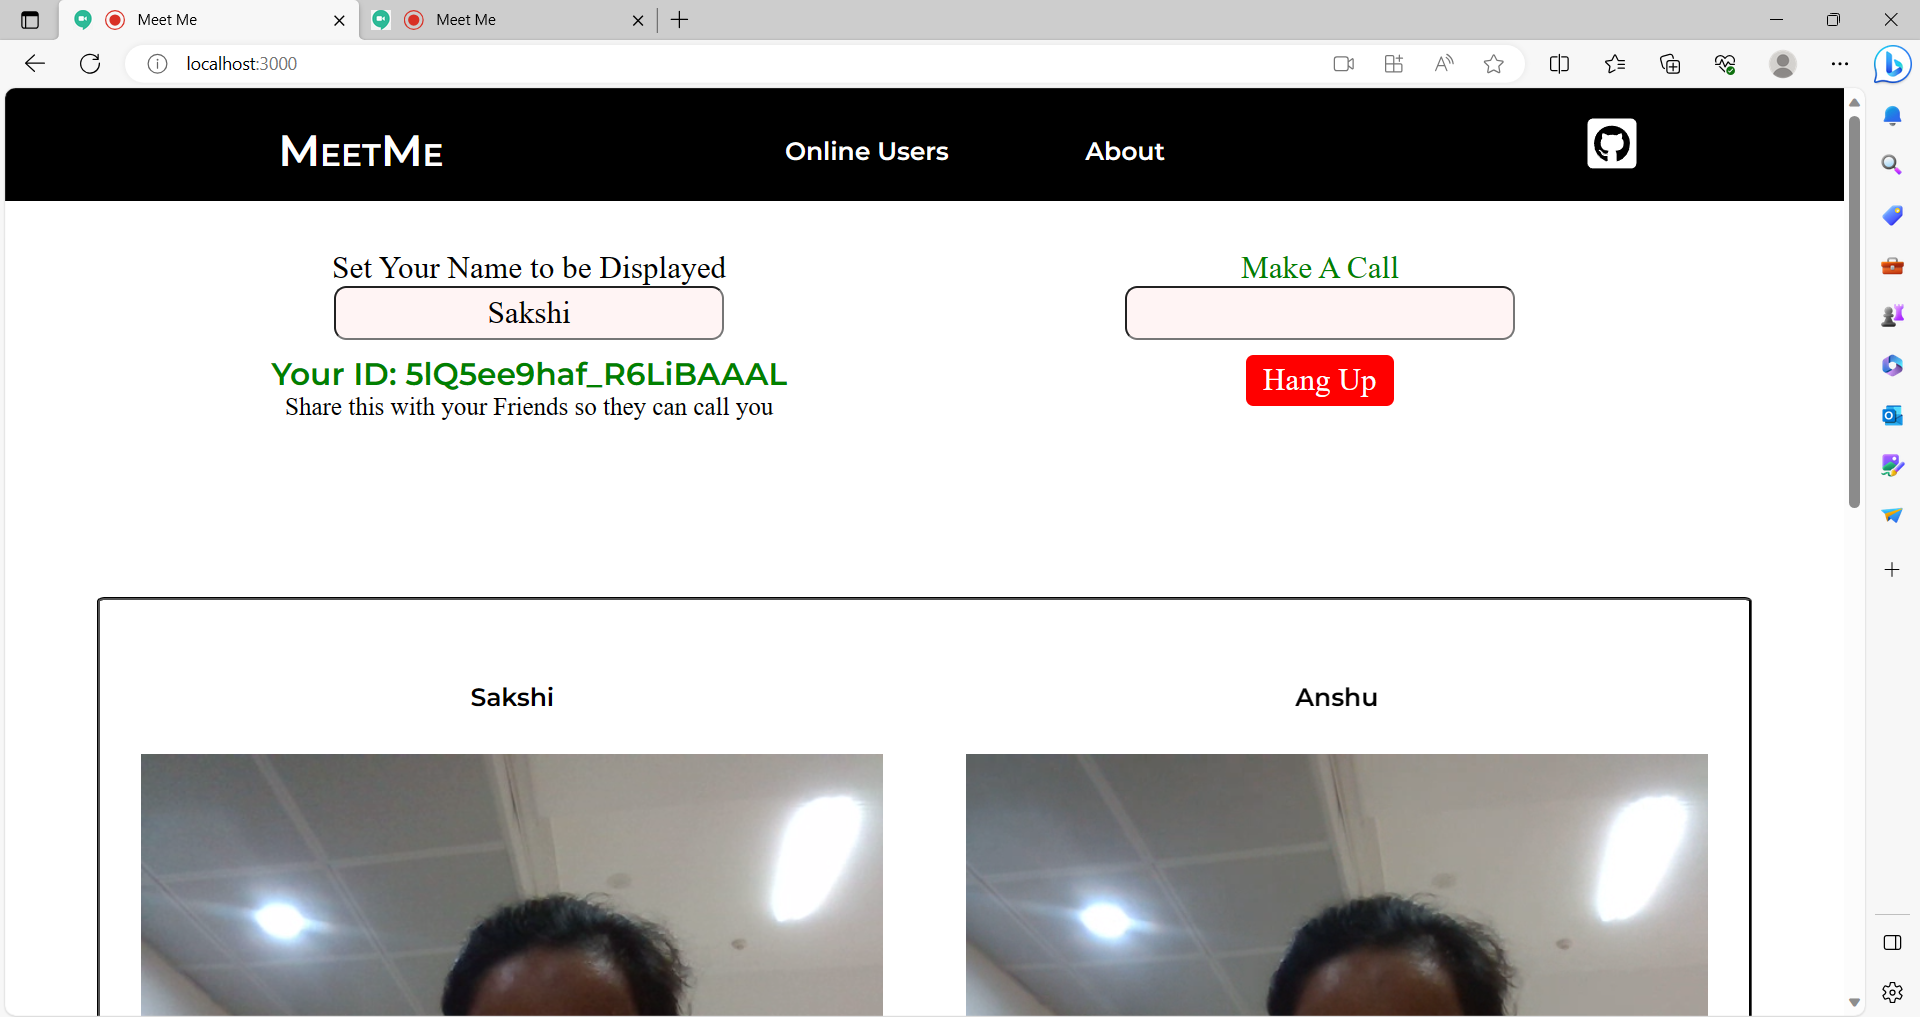 Meet Me
Meet Me
localhost:3000
MeetMe
Online Users
About
Set Your Name to be Displayed
Sakshi
Your ID: 5lQ5ee9haf_R6LiBAAAL
Share this with your Friends so they can call you
Make A Call
Hang Up
Sakshi
Anshu